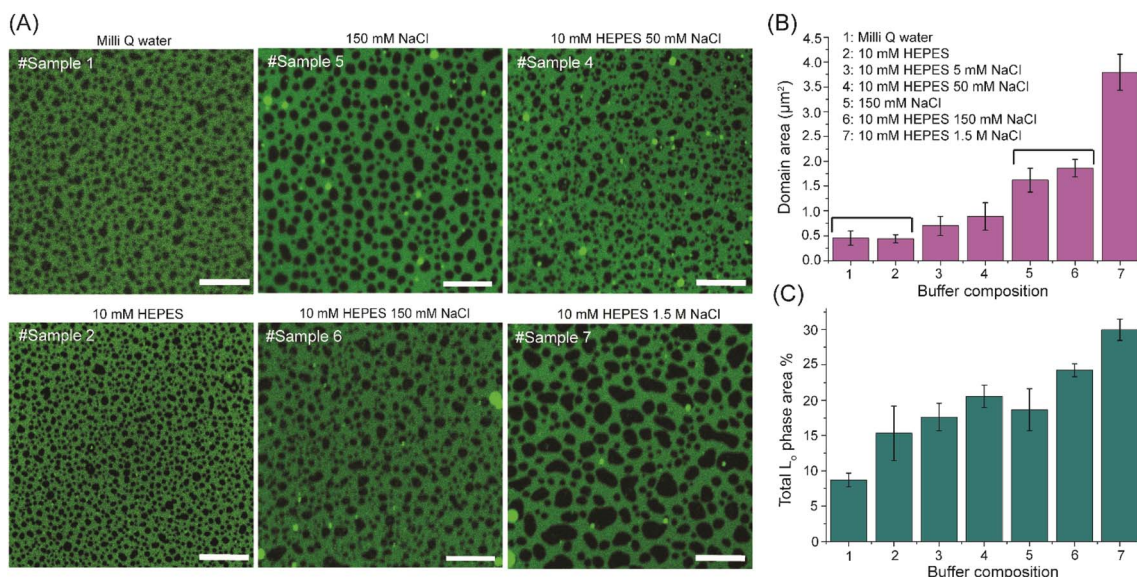 (A)
Milli Q water
150 mM NaCl
10 mM HEPES 50 mM NaCl
#Sample 1
#Sample 5
#Sample 4
10 mM HEPES
10 mM HEPES 150 mM NaCl
10 mM HEPES 1.5 M NaCl
#Sample 2
#Sample 6
#Sample 7
(B)
1: Milli Q water
2: 10 mM HEPES
3: 10 mM HEPES 5 mM NaCl
4: 10 mM HEPES 50 mM NaCl
5: 150 mM NaCl
6: 10 mM HEPES 150 mM NaCl
7: 10 mM HEPES 1.5 M NaCl
Domain area (µm²)
4.5
4.0
3.5
3.0
2.5
2.0
1.5
1.0
0.5
0.0
1 2 3 4 5 6 7
Buffer composition
(C)
Total Lₒ phase area %
30
25
20
15
10
5
0
1 2 3 4 5 6 7
Buffer composition